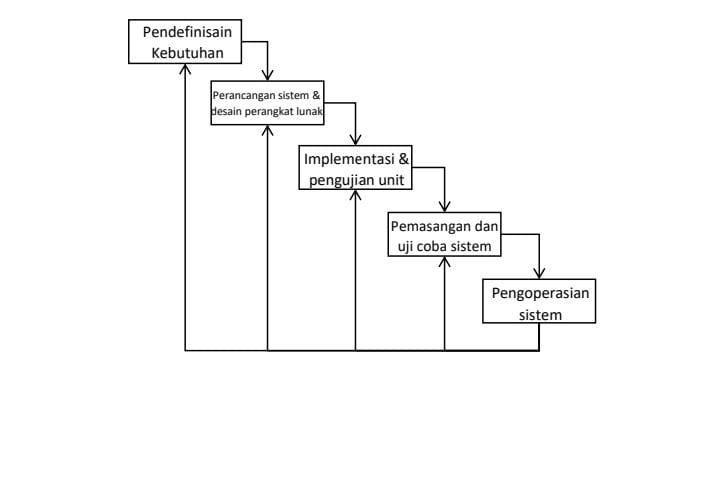 Pendefinisain
Kebutuhan
Perancangan sistem &
desain perangkat lunak
Implementasi &
pengujian unit
Pemasangan dan
uji coba sistem
Pengoperasian
sistem